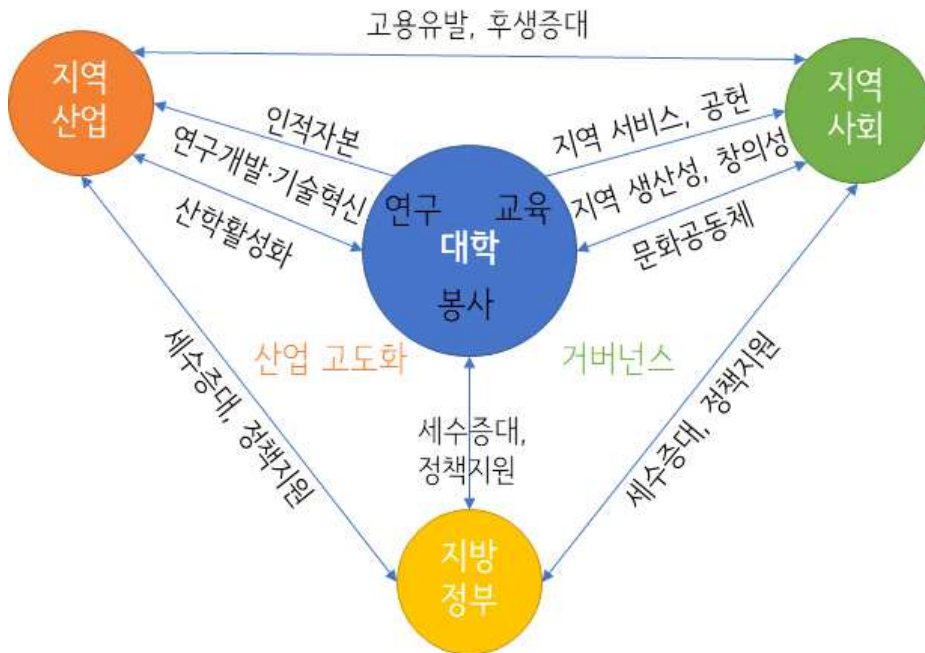 고용유발, 후생증대
지역
산업
지역
사회
인적자본
연구개발·기술혁신
산학활성화
지역 서비스, 공헌
지역 생산성, 창의성
문화공동체
연구 교육
대학
봉사
산업 고도화
거버넌스
세수증대, 정책지원
세수증대,
정책지원
세수증대, 정책지원
지방
정부